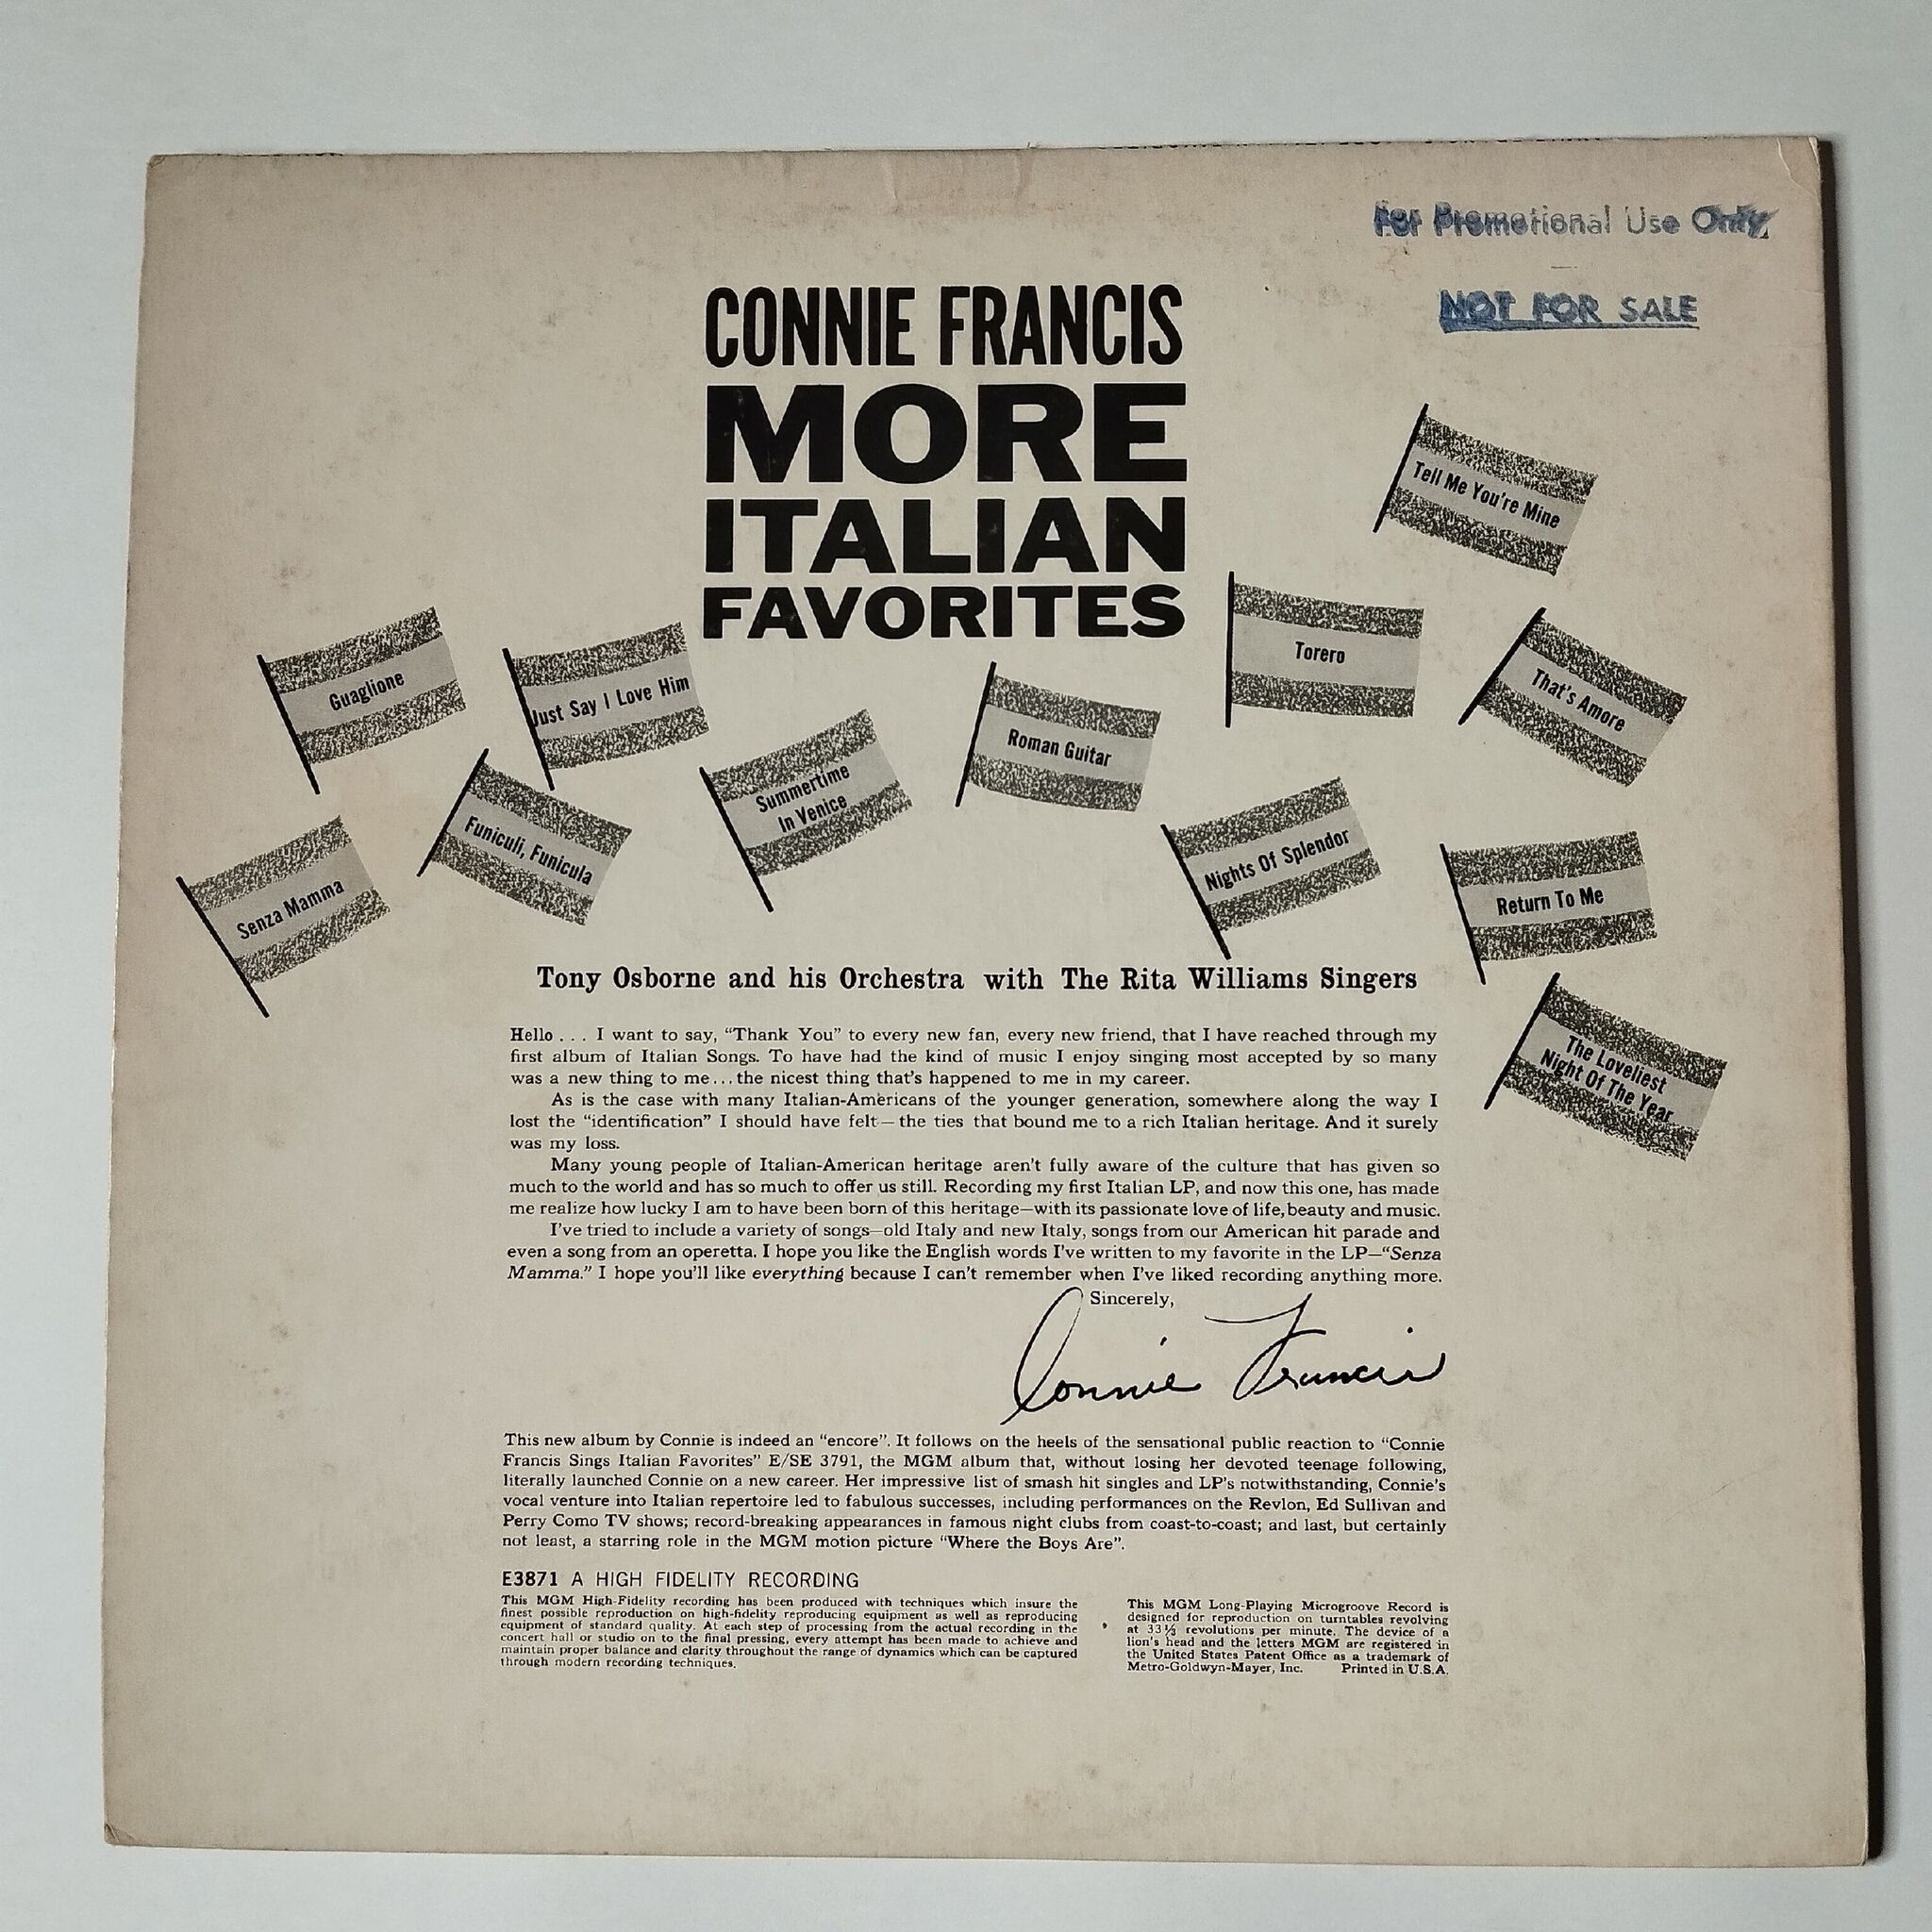 For Promotional Use Only
NOT FOR SALE
CONNIE FRANCIS
MORE
ITALIAN
FAVORITES
Tell Me You're Mine
Torero
That's Amore
Guaglione
Just Say I Love Him
Roman Guitar
Summertime
In Venice
Funiculi, Funicula
Nights Of Splendor
Senza Mamma
Return To Me
The Loveliest
Night Of The Year
Tony Osborne and his Orchestra with The Rita Williams Singers
Hello . . . I want to say, “Thank You” to every new fan, every new friend, that I have reached through my
first album of Italian Songs. To have had the kind of music I enjoy singing most accepted by so many
was a new thing to me...the nicest thing that's happened to me in my career.
As is the case with many Italian-Americans of the younger generation, somewhere along the way I
lost the “identification” I should have felt—the ties that bound me to a rich Italian heritage. And it surely
was my loss.
Many young people of Italian-American heritage aren't fully aware of the culture that has given so
much to the world and has so much to offer us still. Recording my first Italian LP, and now this one, has made
me realize how lucky I am to have been born of this heritage—with its passionate love of life, beauty and music.
I've tried to include a variety of songs—old Italy and new Italy, songs from our American hit parade and
even a song from an operetta. I hope you like the English words I've written to my favorite in the LP—“Senza
Mamma.” I hope you'll like everything because I can't remember when I've liked recording anything more.
Sincerely,
Connie Francis
This new album by Connie is indeed an “encore”. It follows on the heels of the sensational public reaction to “Connie
Francis Sings Italian Favorites” E/SE 3791, the MGM album that, without losing her devoted teenage following,
literally launched Connie on a new career. Her impressive list of smash hit singles and LP's notwithstanding, Connie's
vocal venture into Italian repertoire led to fabulous successes, including performances on the Revlon, Ed Sullivan and
Perry Como TV shows; record-breaking appearances in famous night clubs from coast-to-coast; and last, but certainly
not least, a starring role in the MGM motion picture “Where the Boys Are”.
E3871 A HIGH FIDELITY RECORDING
This MGM High-Fidelity recording has been produced with techniques which insure the
finest possible reproduction on high-fidelity reproducing equipment as well as reproducing
equipment of standard quality. At each step of processing from the actual recording in the
concert hall or studio on to the final pressing, every attempt has been made to achieve and
maintain proper balance and clarity throughout the range of dynamics which can be captured
through modern recording techniques.
This MGM Long-Playing Microgroove Record is
designed for reproduction on turntables revolving
at 33⅓ revolutions per minute. The device of a
lion's head and the letters MGM are registered in
the United States Patent Office as a trademark of
Metro-Goldwyn-Mayer, Inc. Printed in U.S.A.